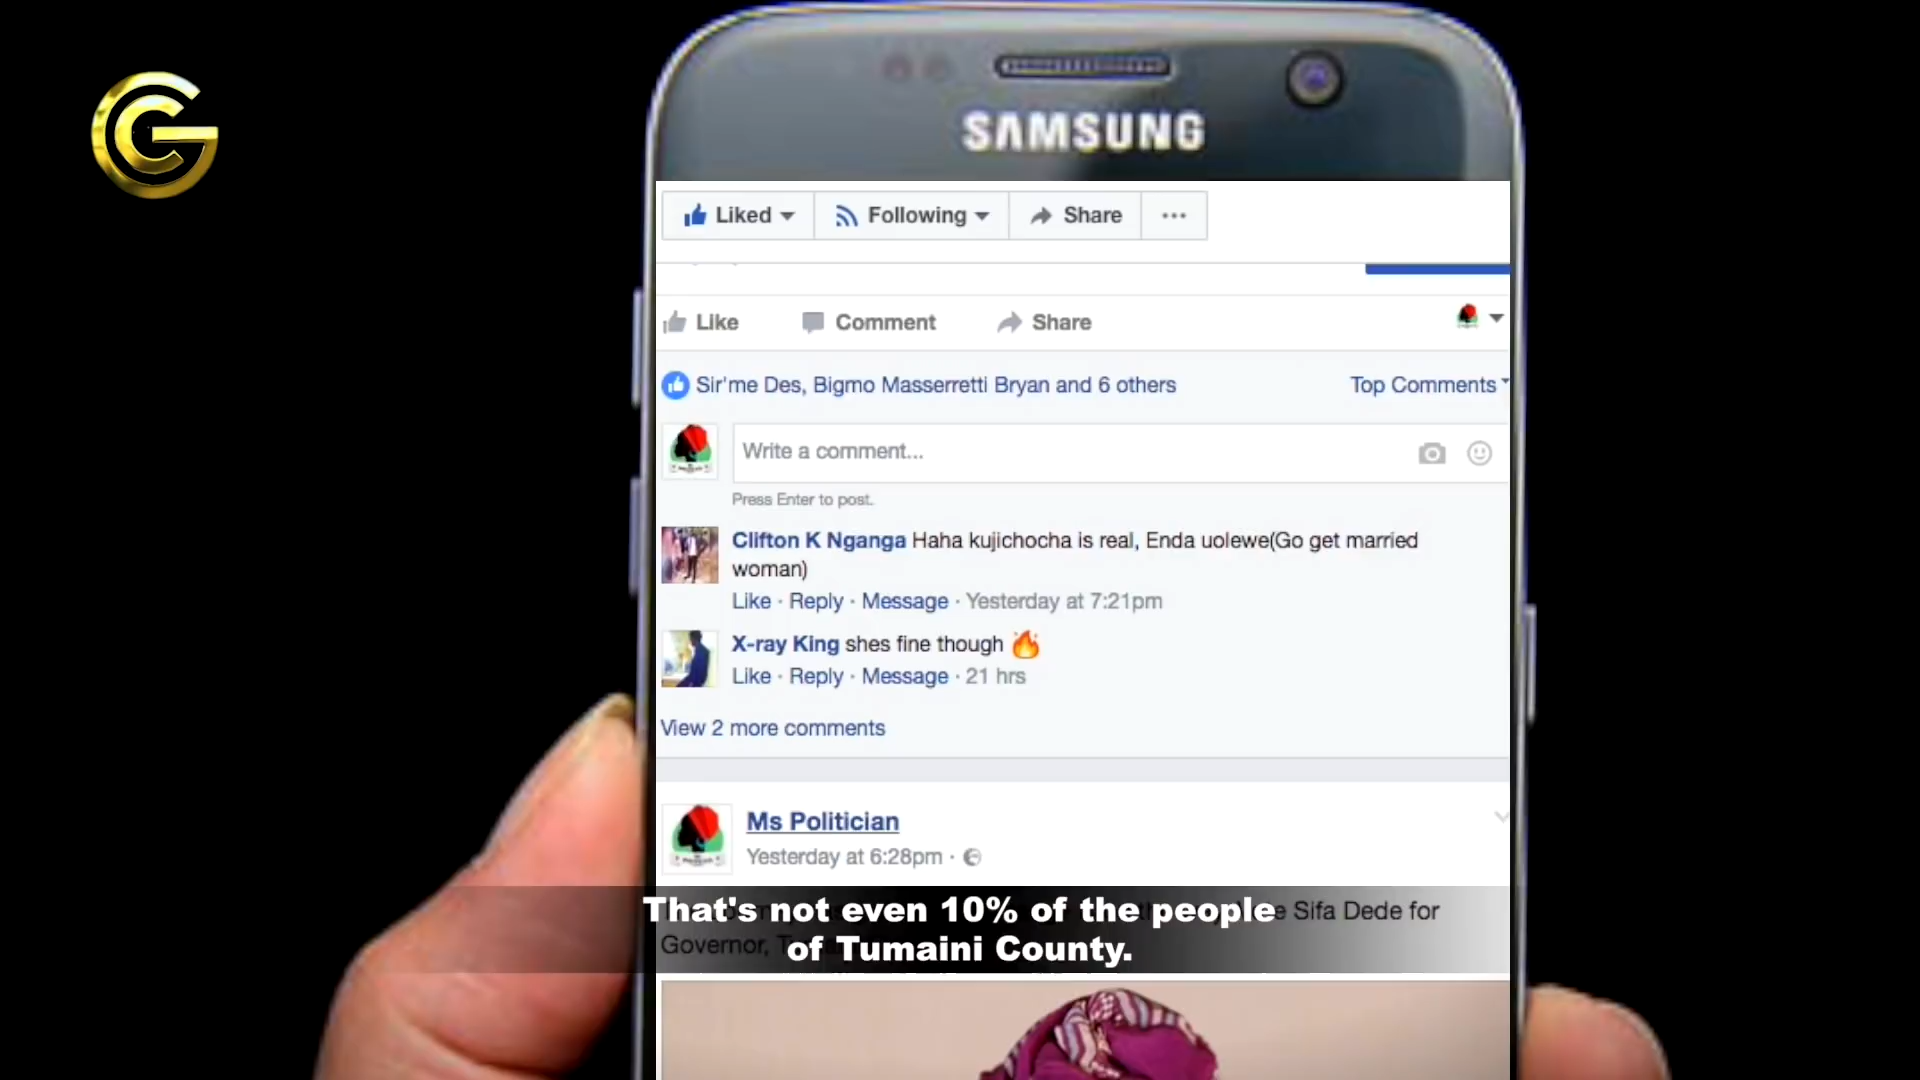 SAMSUNG
Liked
Following
Share
Like
Comment
Share
Sir'me Des, Bigmo Masserretti Bryan and 6 others
Top Comments
Write a comment...
Press Enter to post.
Clifton K Nganga Haha kujichocha is real, Enda uolewe(Go get married
woman)
Like · Reply · Message · Yesterday at 7:21pm
X-ray King shes fine though
Like · Reply · Message · 21 hrs
View 2 more comments
Ms Politician
Yesterday at 6:28pm
Sifa Dede for
Governor,
That's not even 10% of the people
of Tumaini County.